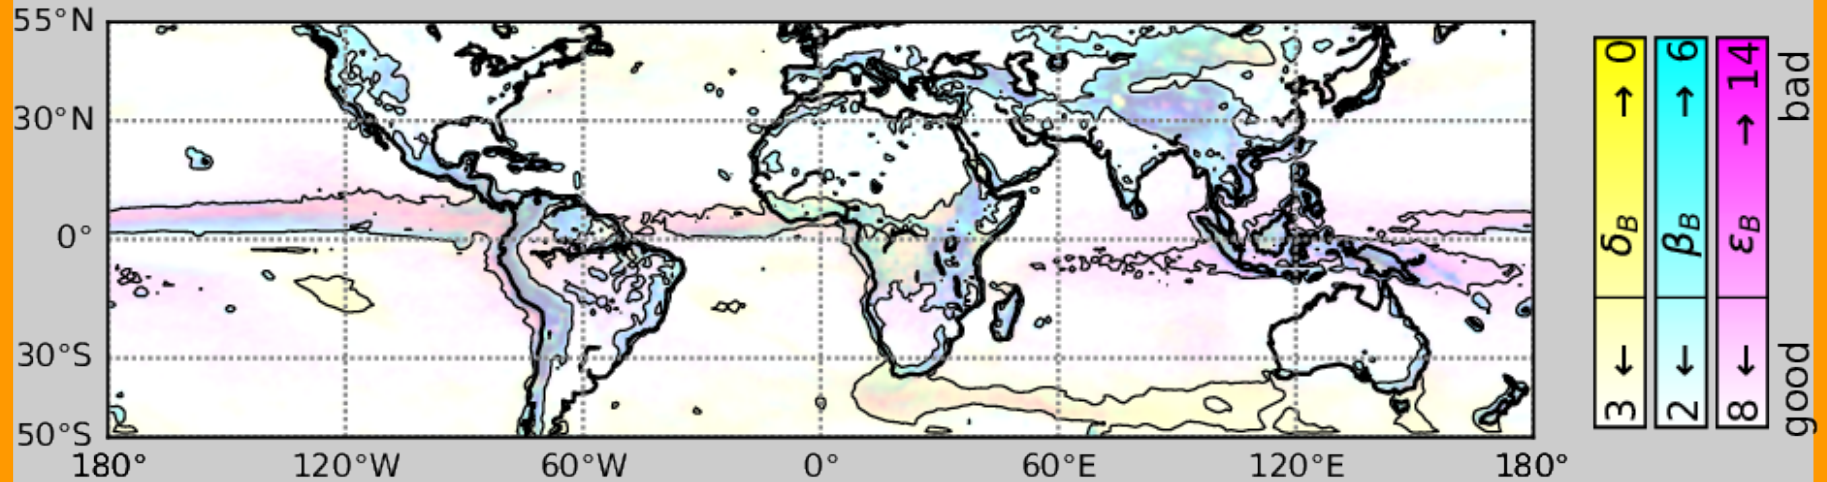 55°N
30°N
0°
30°S
50°S
180° 120°W 60°W 0° 60°E 120°E 180°
3 ← δB → 0
2 ← βB → 6
8 ← εB → 14
good bad